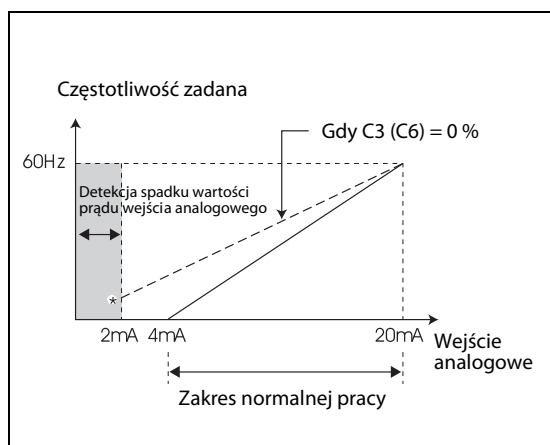 Częstotliwość zadana
Gdy C3 (C6) = 0 %
60Hz
Detekcja spadku wartości
prądu wejścia analogowego
*
2mA 4mA 20mA
Wejście
analogowe
Zakres normalnej pracy